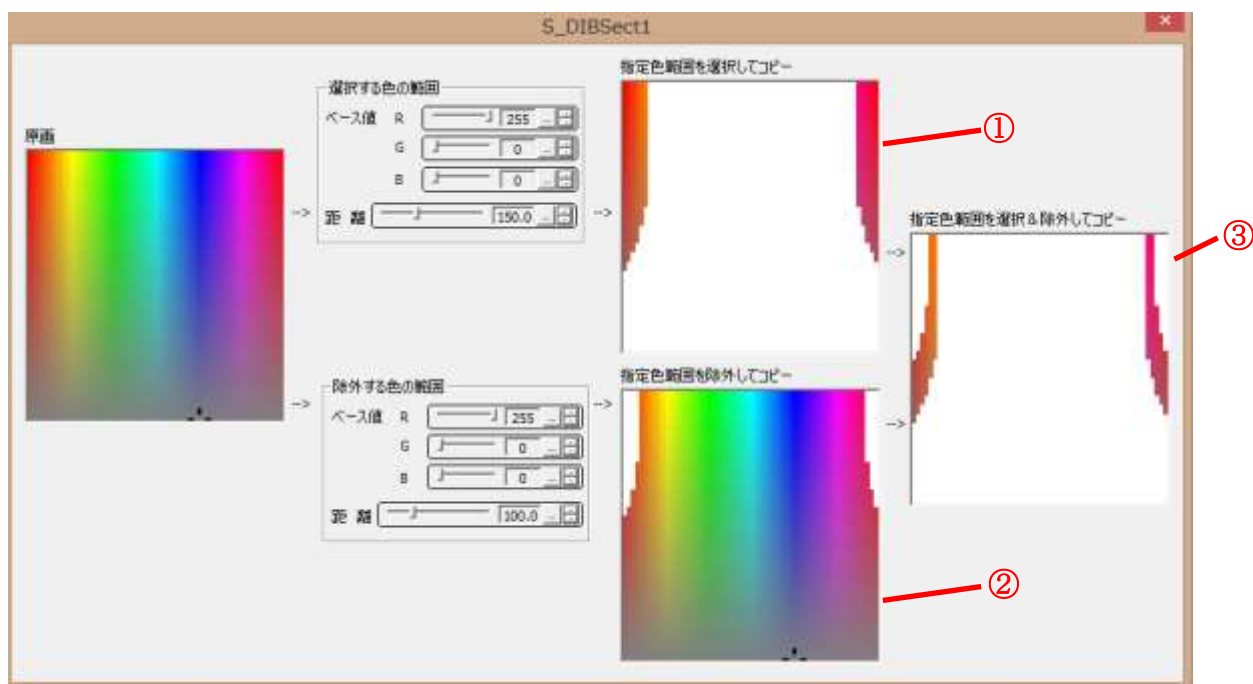 S_DIBSect1
×
原画
-->
選択する色の範囲
ベース値 R 255 ...
G 0 ...
B 0 ...
距 離 150.0 ...
-->
指定色範囲を選択してコピー
①
-->
除外する色の範囲
ベース値 R 255 ...
G 0 ...
B 0 ...
距 離 100.0 ...
-->
指定色範囲を除外してコピー
②
-->
-->
指定色範囲を選択&除外してコピー
③